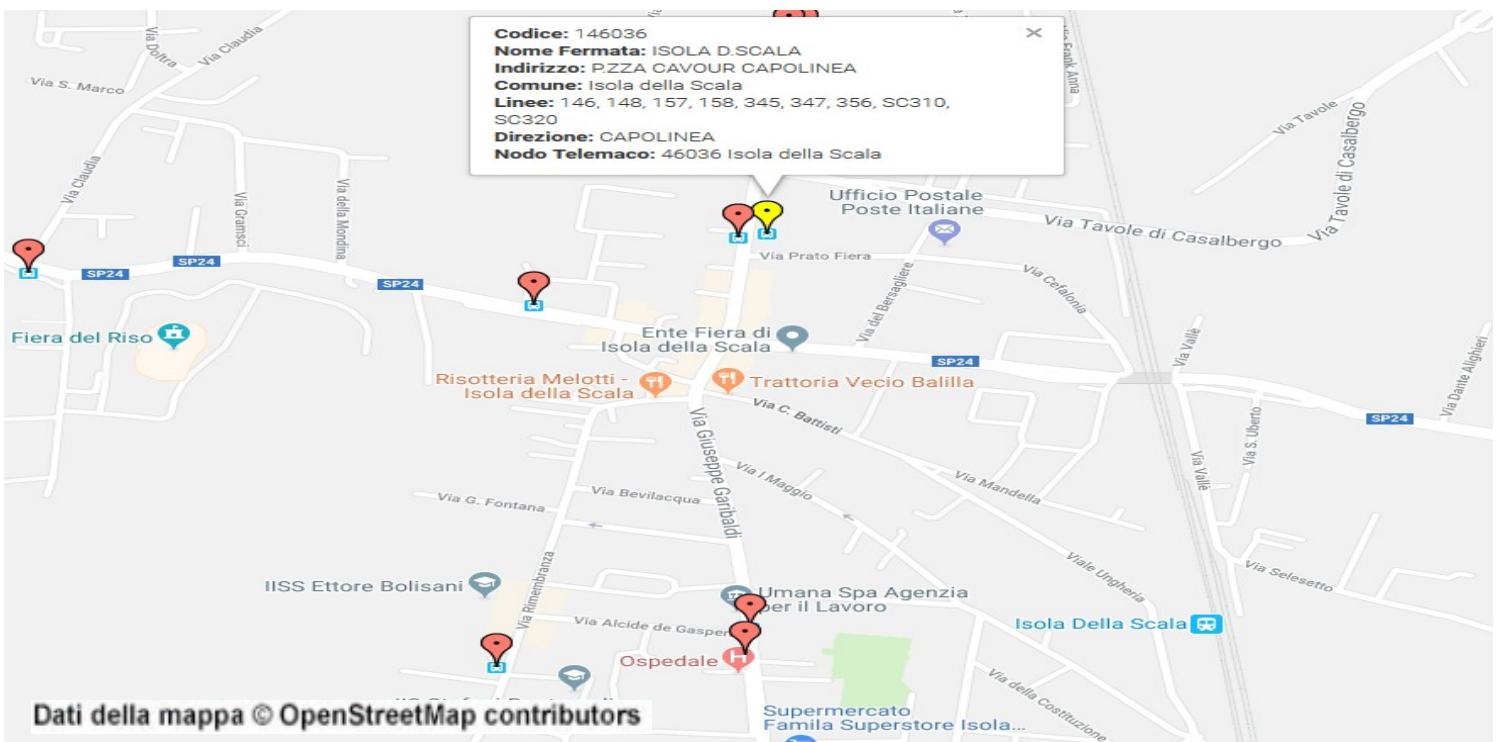 Codice: 146036
Nome Fermata: ISOLA D.SCALA
Indirizzo: P.ZZA CAVOUR CAPOLINEA
Comune: Isola della Scala
Linee: 146, 148, 157, 158, 345, 347, 356, SC310,
SC320
Direzione: CAPOLINEA
Nodo Telemaco: 46036 Isola della Scala
Via Claudia
Via S. Marco
Via Frank Anna
Via Tavole
Via Tavole di Casalbergo
Via Claudia
Via Gramsci
Via della Mondina
Ufficio Postale
Poste Italiane
Via Tavole di Casalbergo
Via Prato Fiera
Via Cefalonia
Via del Bersagliere
SP24
SP24
SP24
Fiera del Riso
Ente Fiera di
Isola della Scala
SP24
Via Vallè
Via Dante Alighieri
Risotteria Melotti -
Isola della Scala
Trattoria Vecio Balilla
Via C. Battisti
SP24
Via S. Uberto
Via Vallè
Via Giuseppe Garibaldi
Via I Maggio
Via Mandella
Via G. Fontana
Via Bevilacqua
Viale Ungheria
Via Selesetto
IISS Ettore Bolisani
Via Rimembranza
Umana Spa Agenzia
per il Lavoro
Via Alcide de Gasperi
Isola Della Scala
Ospedale
Via della Costituzione
Supermercato
Famila Superstore Isola...
Dati della mappa © OpenStreetMap contributors